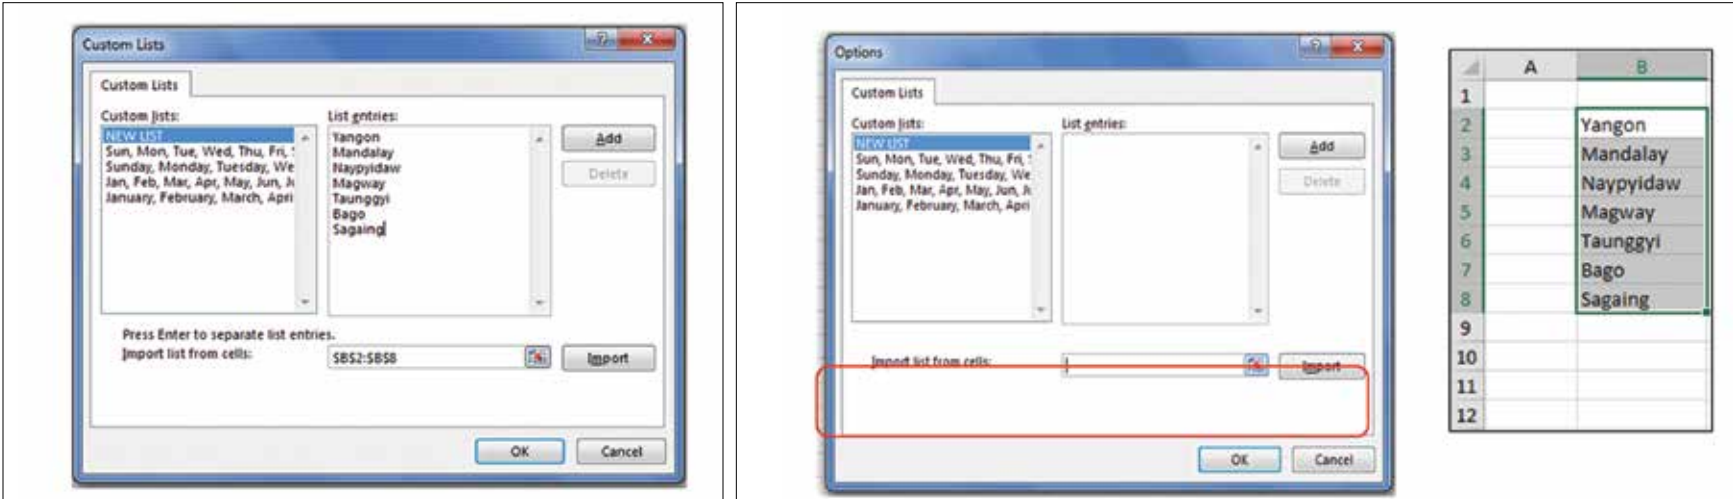 Custom Lists
Custom Lists
Custom lists:
NEW LIST
Sun, Mon, Tue, Wed, Thu, Fri, S
Sunday, Monday, Tuesday, We
Jan, Feb, Mar, Apr, May, Jun, Ju
January, February, March, Apri
List entries:
Yangon
Mandalay
Naypyidaw
Magway
Taunggyi
Bago
Sagaing
Add
Delete
Press Enter to separate list entries.
Import list from cells:
$B$2:$B$8
Import
OK
Cancel
Options
Custom Lists
Custom lists:
NEW LIST
Sun, Mon, Tue, Wed, Thu, Fri, S
Sunday, Monday, Tuesday, We
Jan, Feb, Mar, Apr, May, Jun, Ju
January, February, March, Apri
List entries:
Add
Delete
Import list from cells:
Import
OK
Cancel
A B
1
2 Yangon
3 Mandalay
4 Naypyidaw
5 Magway
6 Taunggyi
7 Bago
8 Sagaing
9
10
11
12